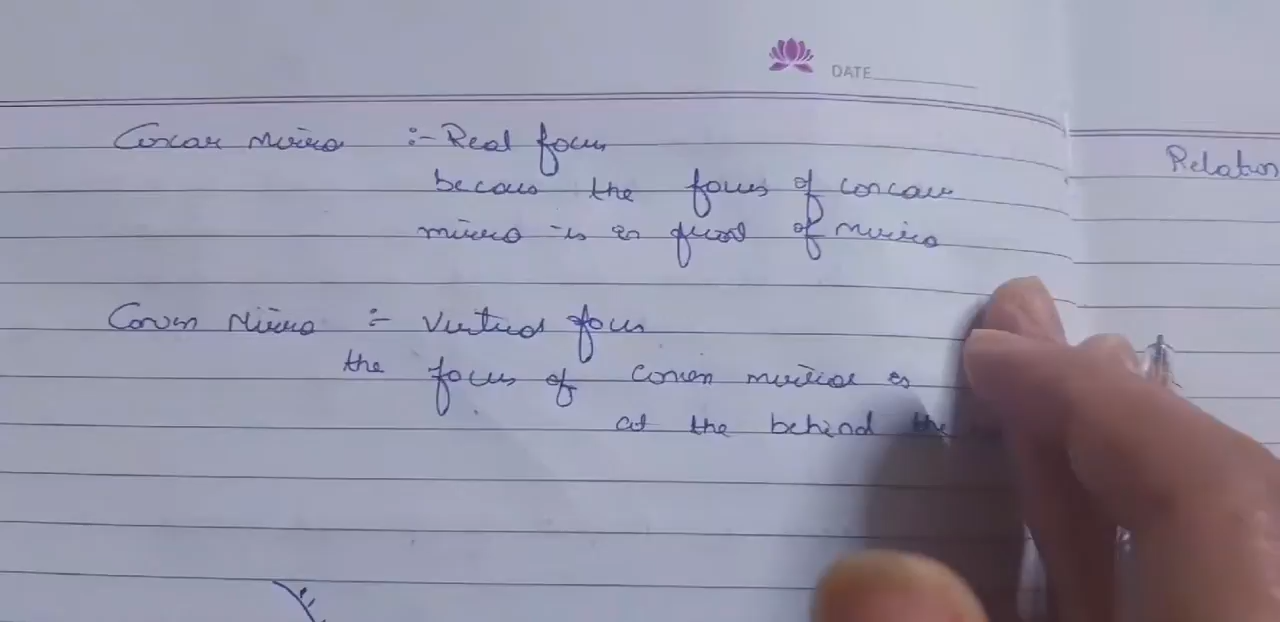 DATE
Concave Mirror :- Real focus
becaus the focus of concave
mirror is in front of mirror
Convex Mirror :- Virtual focus
the focus of convex mirror is
at the behind the
Relation